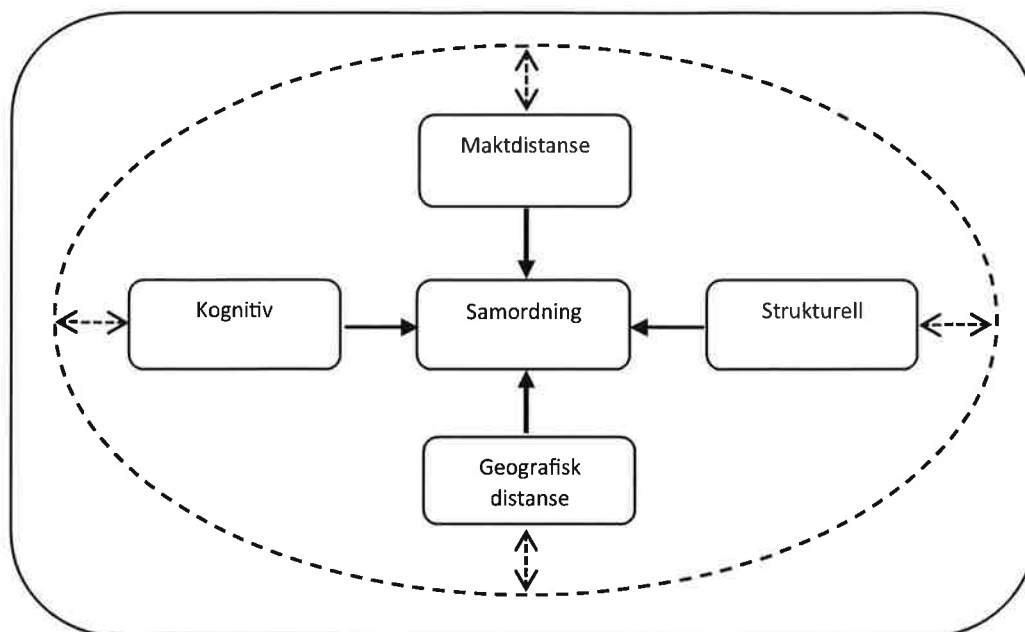 Maktdistanse
Kognitiv
Samordning
Strukturell
Geografisk
distanse